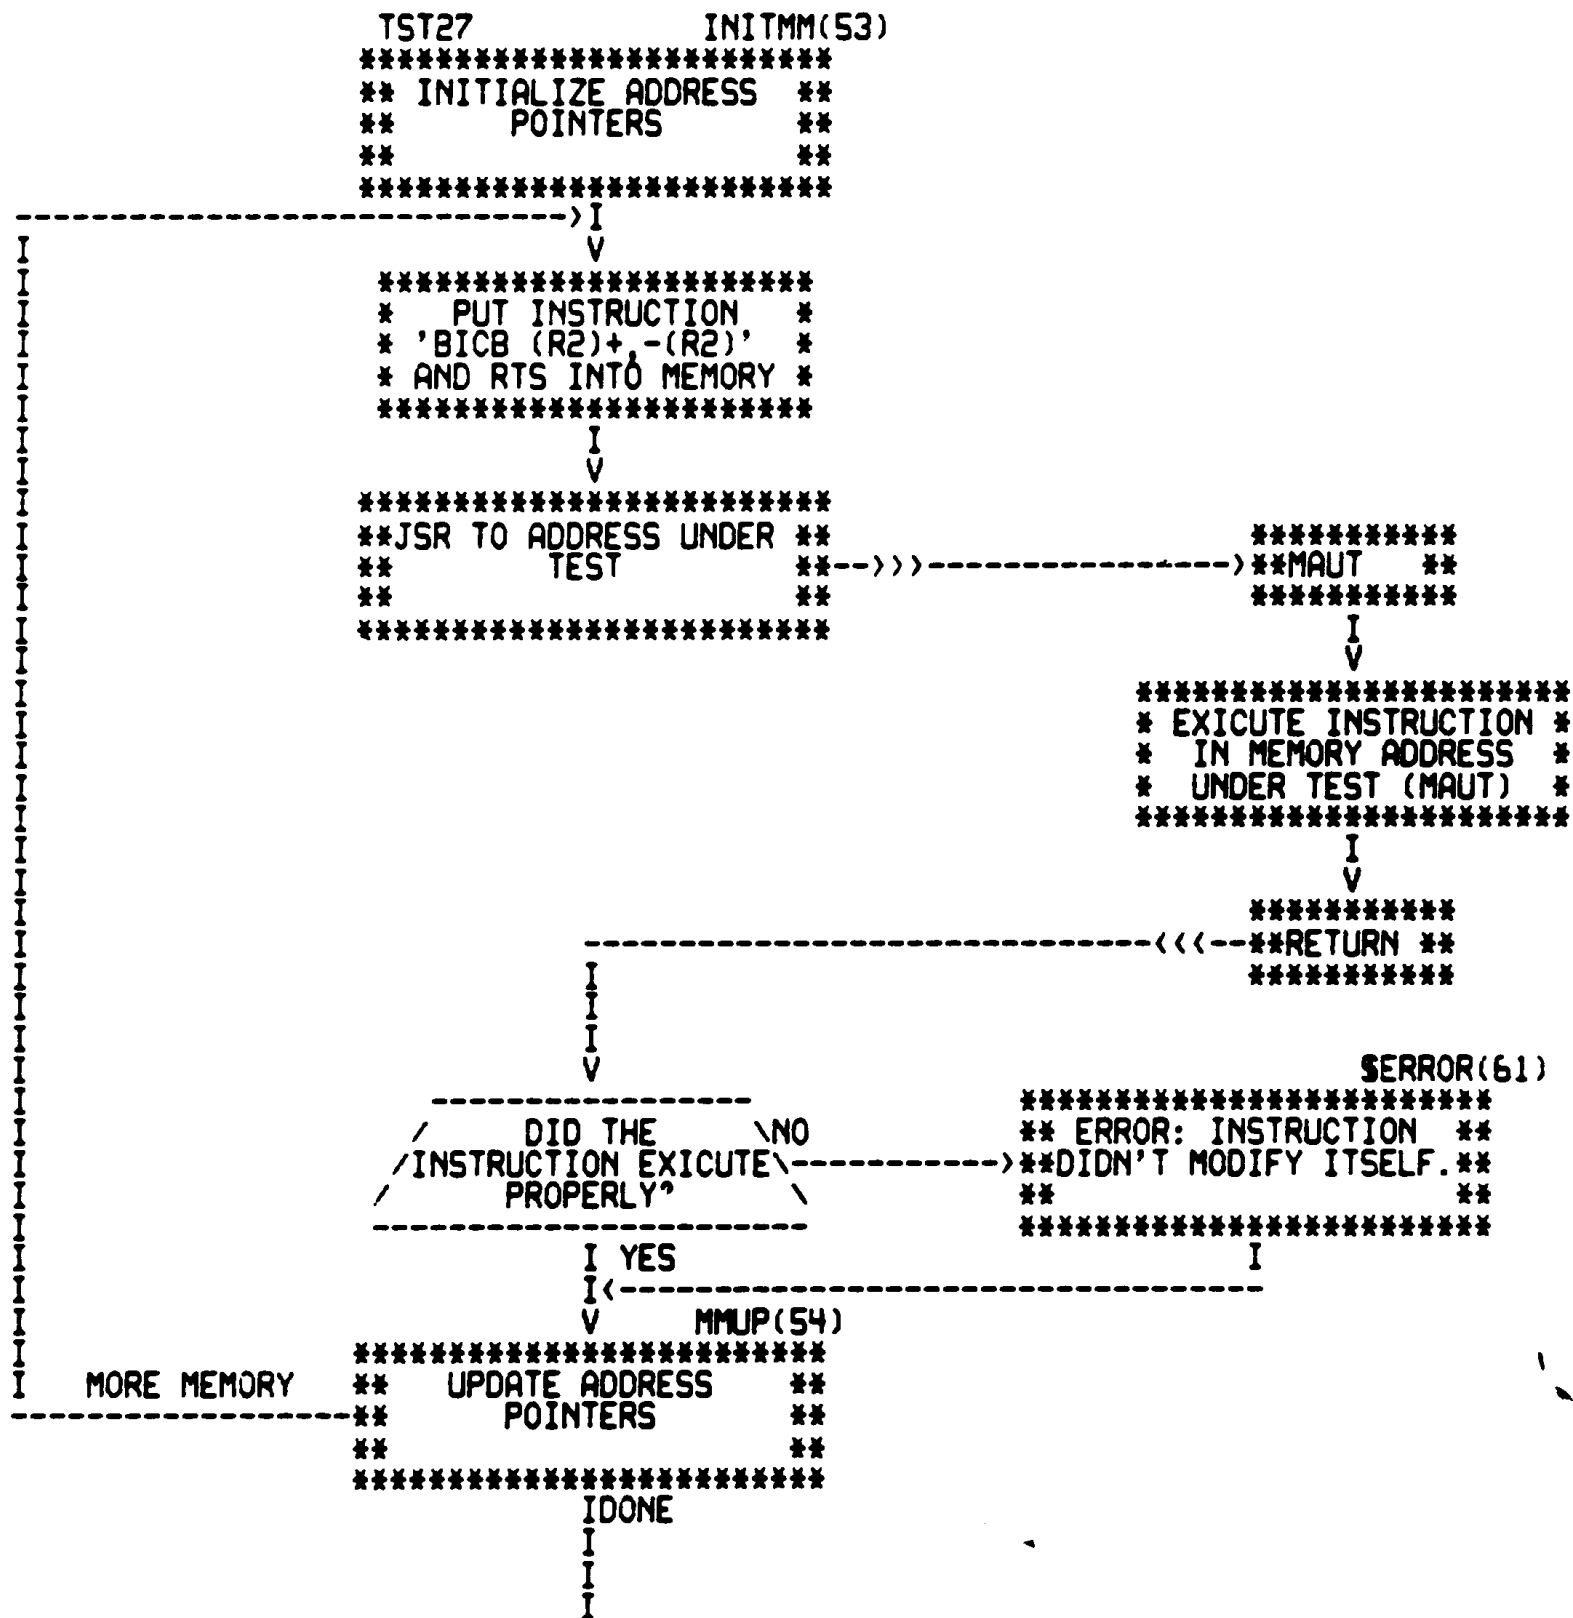 TST27 INITMM(53)
INITIALIZE ADDRESS
POINTERS
PUT INSTRUCTION
'BICB (R2)+,-(R2)'
AND RTS INTO MEMORY
JSR TO ADDRESS UNDER
TEST
MAUT
EXICUTE INSTRUCTION
IN MEMORY ADDRESS
UNDER TEST (MAUT)
RETURN
$ERROR(61)
DID THE
INSTRUCTION EXICUTE
PROPERLY?
NO
ERROR: INSTRUCTION
DIDN'T MODIFY ITSELF.
YES
MMUP(54)
MORE MEMORY
UPDATE ADDRESS
POINTERS
DONE